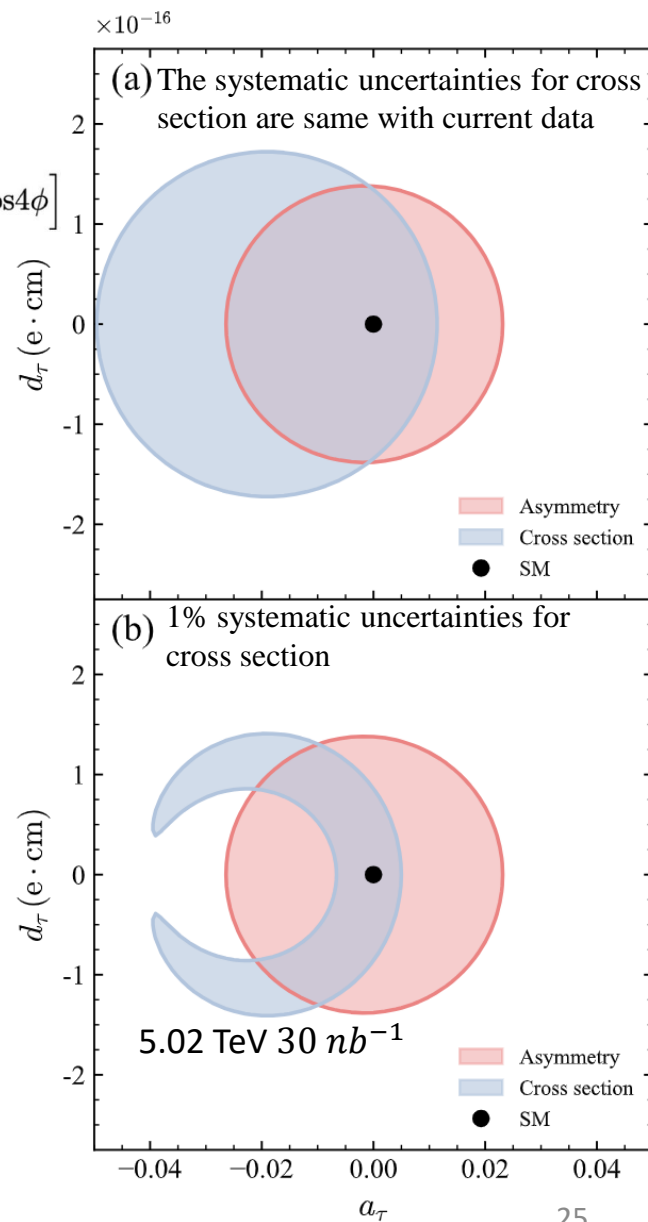 ×10⁻¹⁶
(a) The systematic uncertainties for cross
section are same with current data
os4ϕ]
2
1
0
-1
-2
d_τ (e · cm)
Asymmetry
Cross section
SM
(b) 1% systematic uncertainties for
cross section
2
1
0
-1
-2
d_τ (e · cm)
5.02 TeV 30 nb⁻¹
Asymmetry
Cross section
SM
−0.04 −0.02 0.00 0.02 0.04
a_τ
25